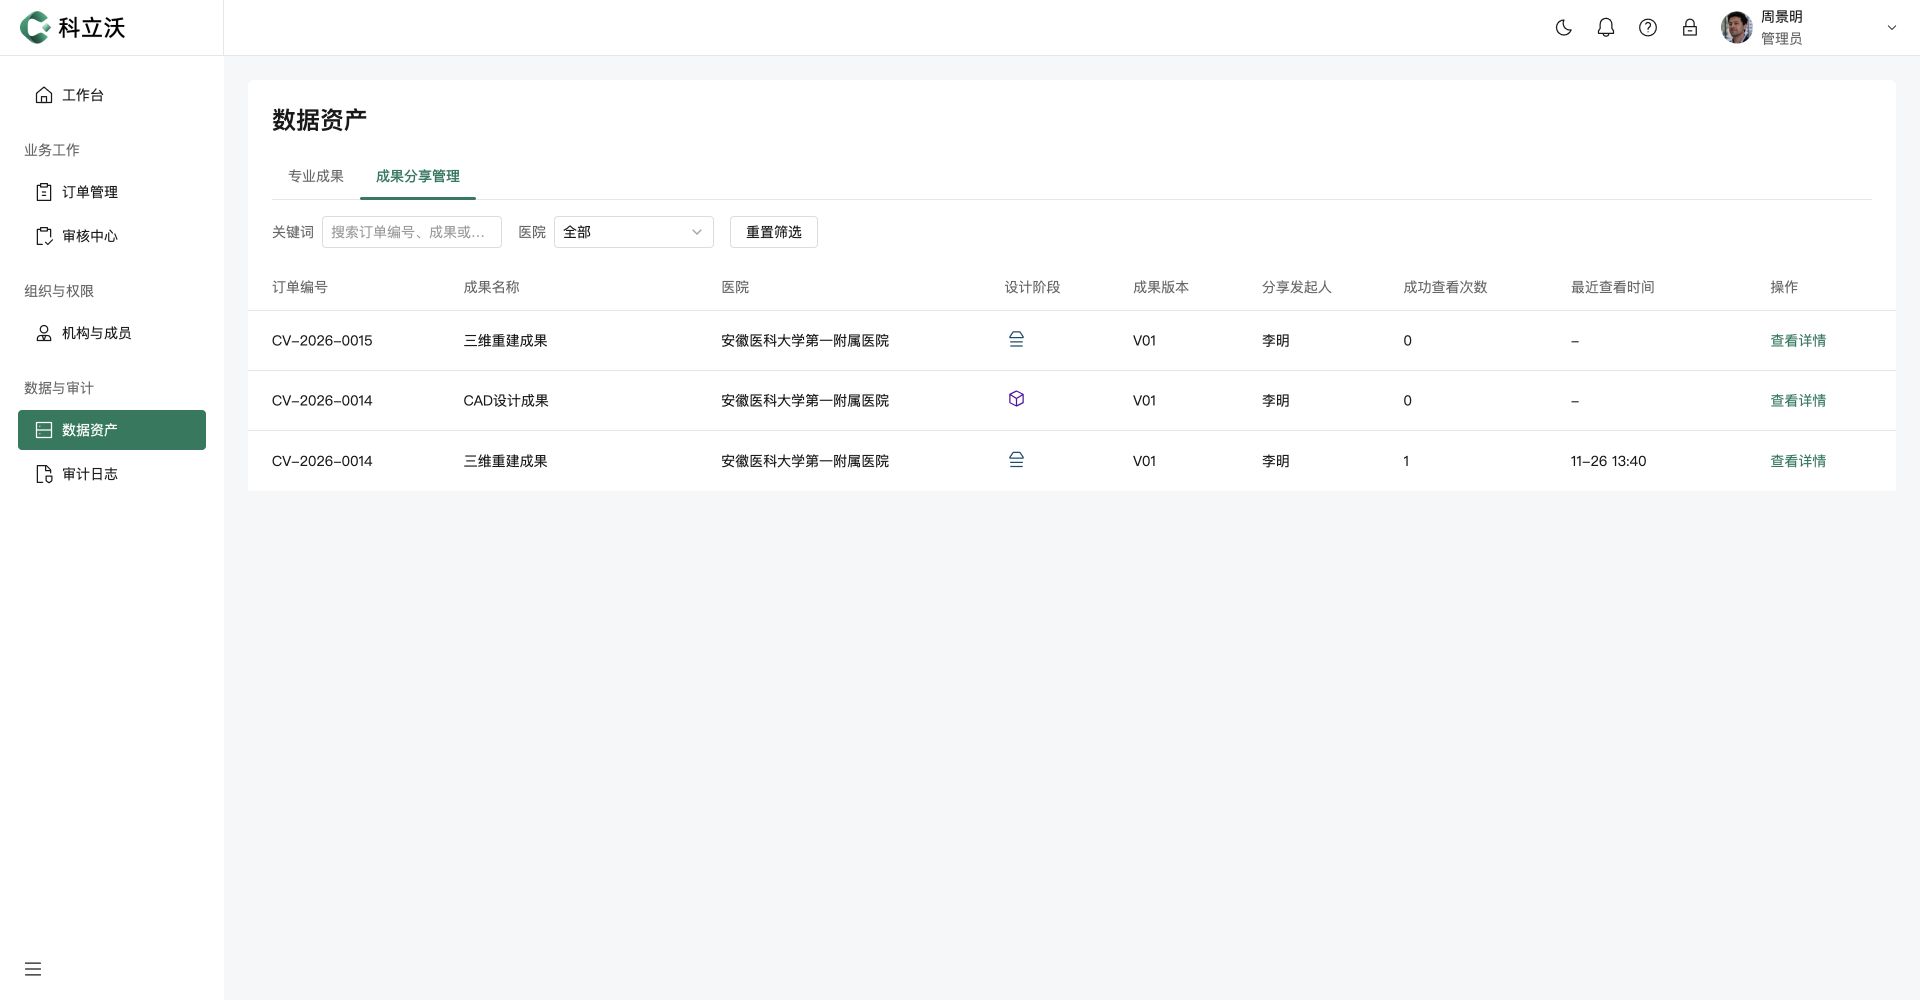 科立沃
周景明
管理员
工作台
业务工作
订单管理
审核中心
组织与权限
机构与成员
数据与审计
数据资产
审计日志
数据资产
专业成果 成果分享管理
关键词 搜索订单编号、成果或... 医院 全部 重置筛选
订单编号 成果名称 医院 设计阶段 成果版本 分享发起人 成功查看次数 最近查看时间 操作
CV-2026-0015 三维重建成果 安徽医科大学第一附属医院 V01 李明 0 - 查看详情
CV-2026-0014 CAD设计成果 安徽医科大学第一附属医院 V01 李明 0 - 查看详情
CV-2026-0014 三维重建成果 安徽医科大学第一附属医院 V01 李明 1 11-26 13:40 查看详情